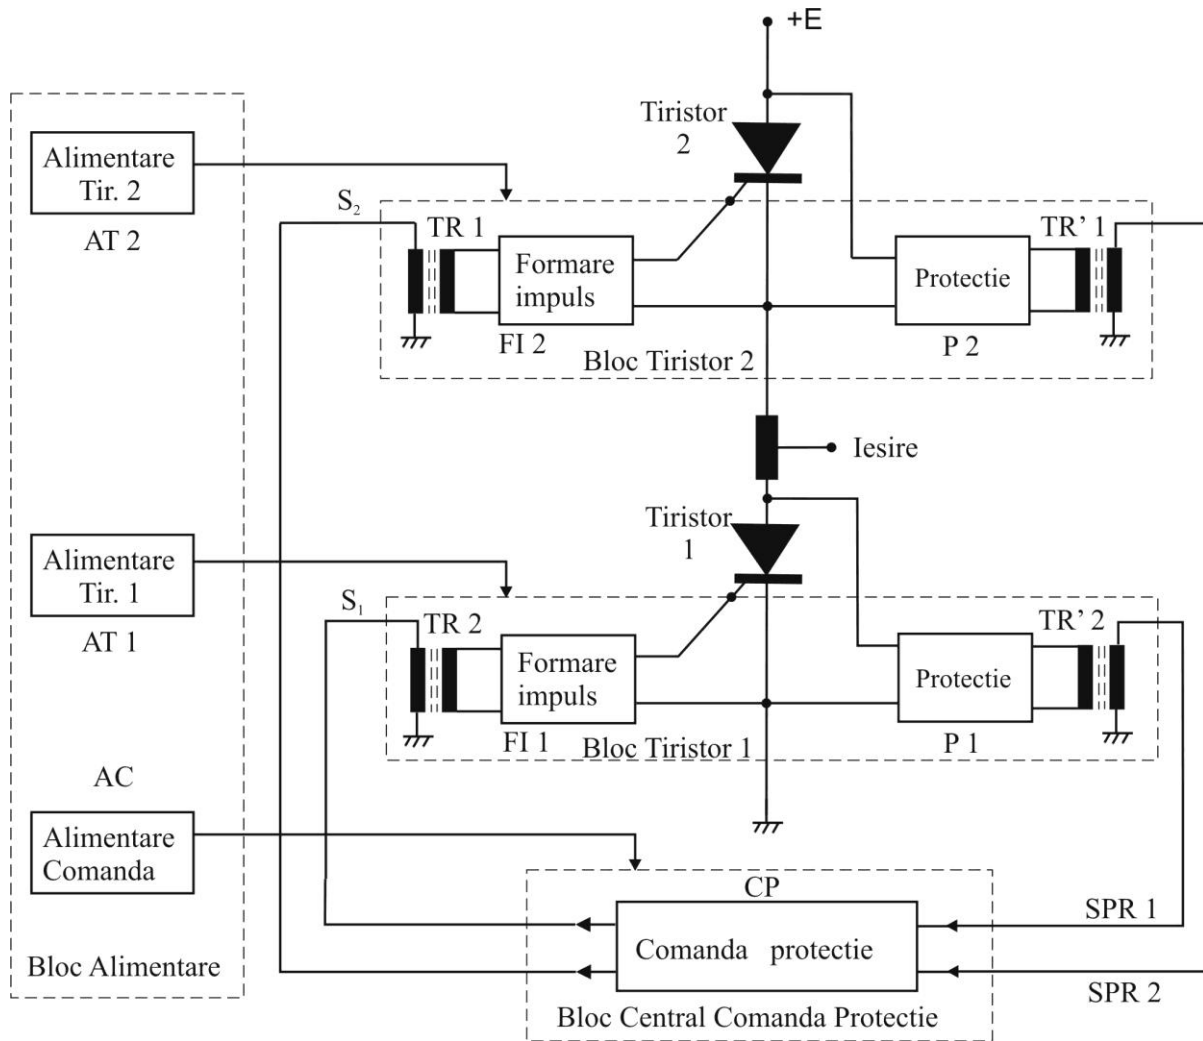 +E
Tiristor
2
Alimentare
Tir. 2
AT 2
S₂
TR 1
Formare
impuls
FI 2
Protectie
P 2
TR' 1
Bloc Tiristor 2
Iesire
Tiristor
1
Alimentare
Tir. 1
AT 1
S₁
TR 2
Formare
impuls
FI 1
Protectie
P 1
TR' 2
Bloc Tiristor 1
AC
Alimentare
Comanda
Bloc Alimentare
CP
Comanda protectie
SPR 1
SPR 2
Bloc Central Comanda Protectie